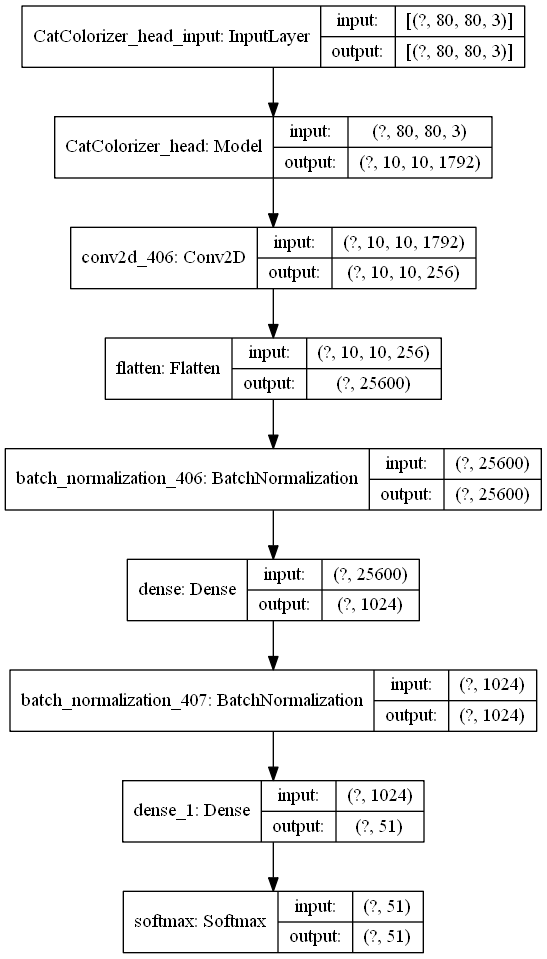 CatColorizer_head_input: InputLayer
input: [(?, 80, 80, 3)]
output: [(?, 80, 80, 3)]
CatColorizer_head: Model
input: (?, 80, 80, 3)
output: (?, 10, 10, 1792)
conv2d_406: Conv2D
input: (?, 10, 10, 1792)
output: (?, 10, 10, 256)
flatten: Flatten
input: (?, 10, 10, 256)
output: (?, 25600)
batch_normalization_406: BatchNormalization
input: (?, 25600)
output: (?, 25600)
dense: Dense
input: (?, 25600)
output: (?, 1024)
batch_normalization_407: BatchNormalization
input: (?, 1024)
output: (?, 1024)
dense_1: Dense
input: (?, 1024)
output: (?, 51)
softmax: Softmax
input: (?, 51)
output: (?, 51)